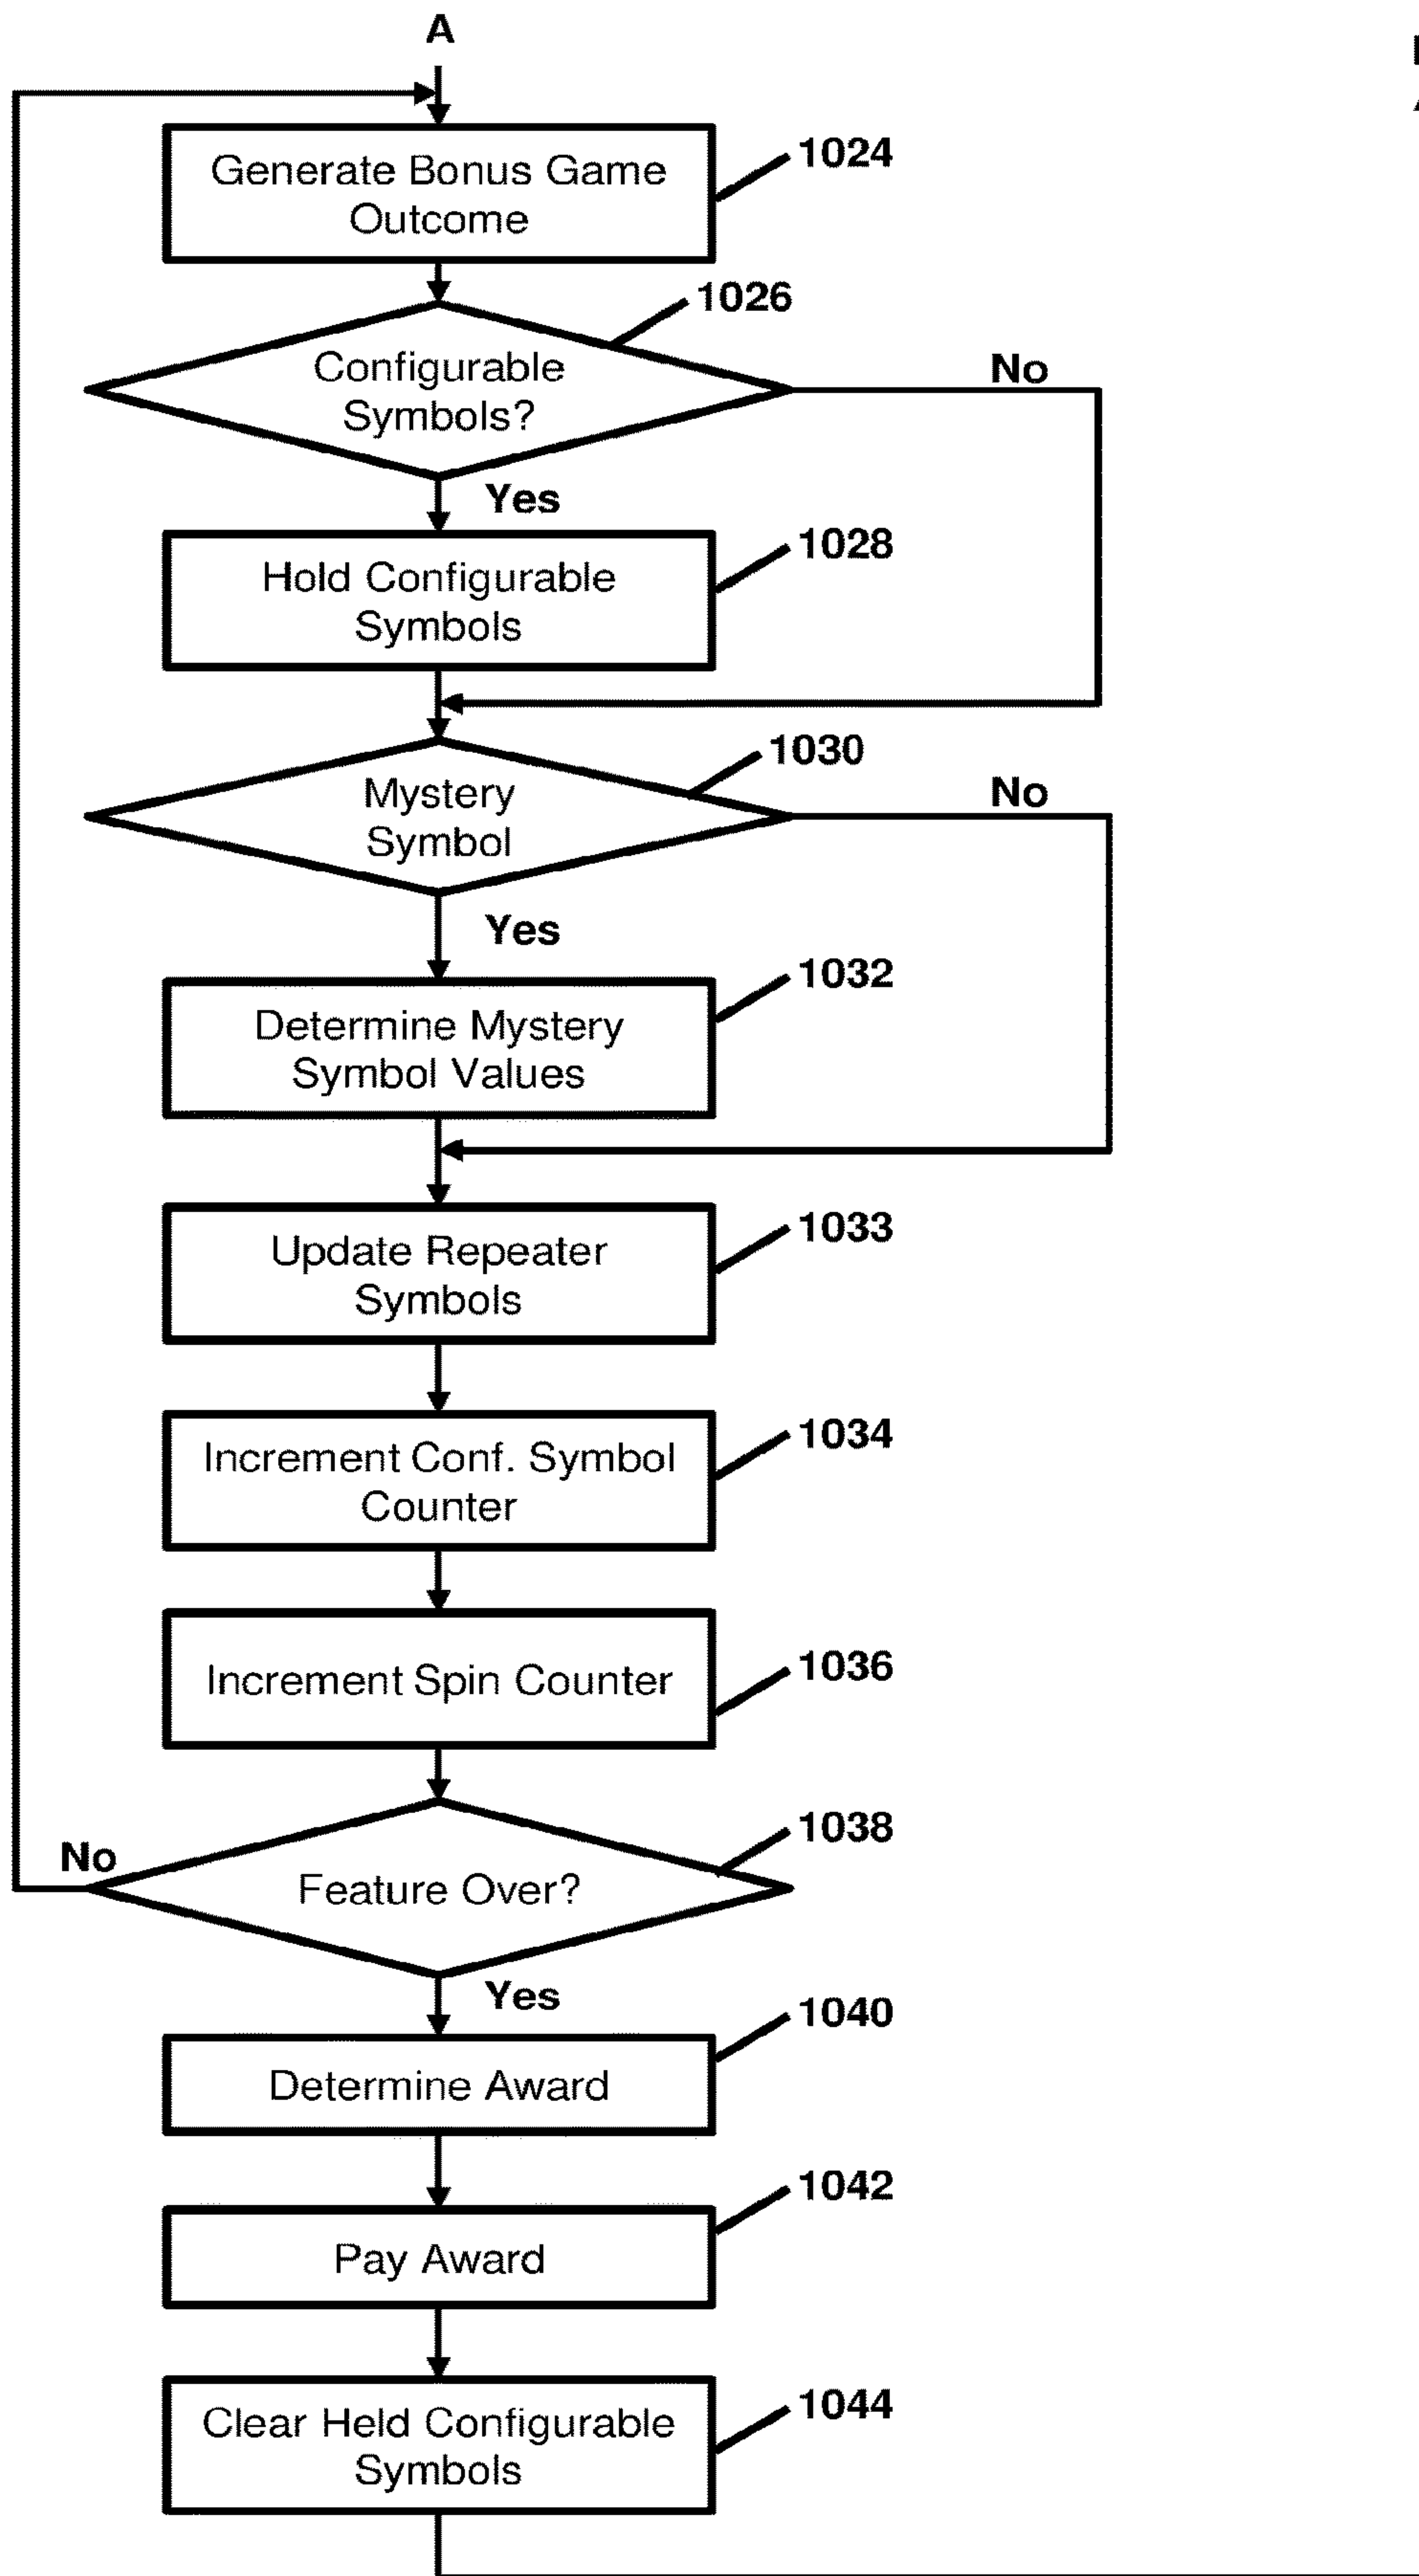 A
Generate Bonus Game
Outcome
1024
1026
Configurable
Symbols?
No
Yes
Hold Configurable
Symbols
1028
1030
Mystery
Symbol
No
Yes
Determine Mystery
Symbol Values
1032
Update Repeater
Symbols
1033
Increment Conf. Symbol
Counter
1034
Increment Spin Counter
1036
Feature Over?
1038
No
Yes
Determine Award
1040
Pay Award
1042
Clear Held Configurable
Symbols
1044